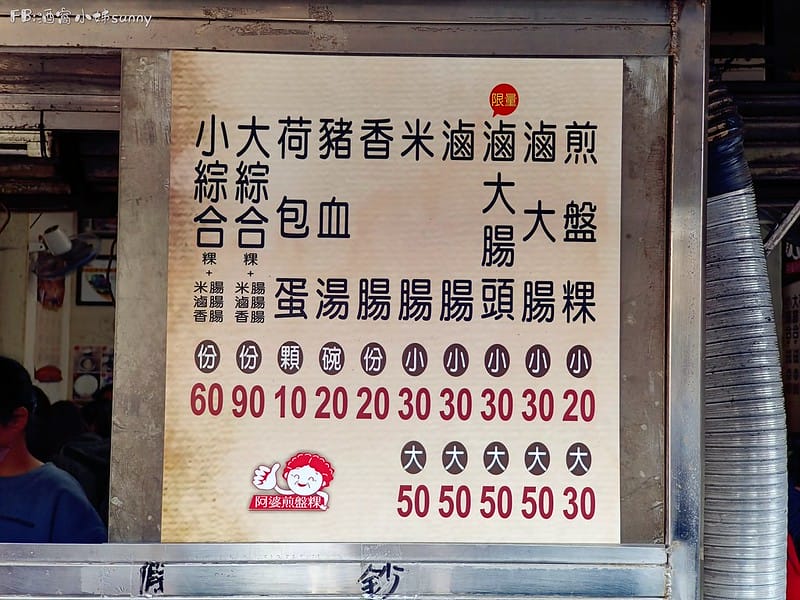 FB:酒窩小姊sunny
限量
煎盤粿 小 20 大 30
滷大腸 小 30 大 50
滷大腸頭 小 30 大 50
滷腸 小 30 大 50
米腸 小 30 大 50
香腸 份 20
豬血湯 碗 20
荷包蛋 顆 10
大綜合 粿+米腸滷腸香腸 份 90
小綜合 粿+米腸滷腸香腸 份 60
阿婆煎盤粿
假 鈔